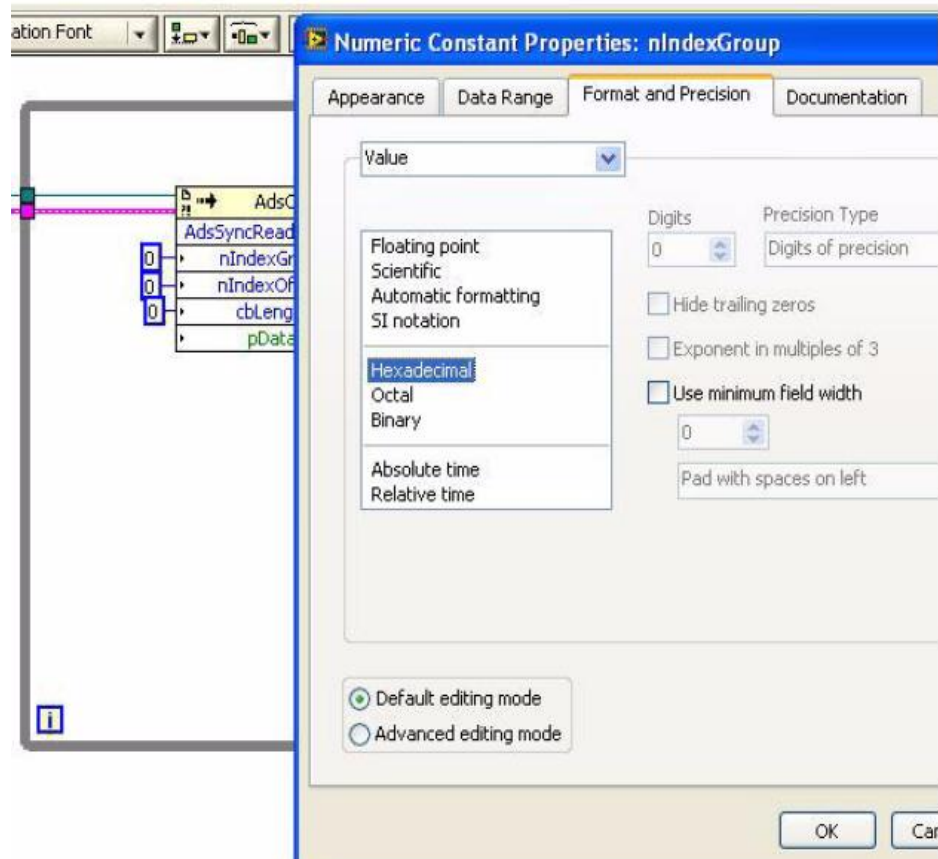 ation Font
Numeric Constant Properties: nIndexGroup
Appearance
Data Range
Format and Precision
Documentation
Value
AdsC
AdsSyncRead
0 nIndexGr
0 nIndexOf
0 cbLeng
pData
Floating point
Scientific
Automatic formatting
SI notation
Hexadecimal
Octal
Binary
Absolute time
Relative time
Digits
Precision Type
0
Digits of precision
Hide trailing zeros
Exponent in multiples of 3
Use minimum field width
0
Pad with spaces on left
Default editing mode
Advanced editing mode
i
OK
Car